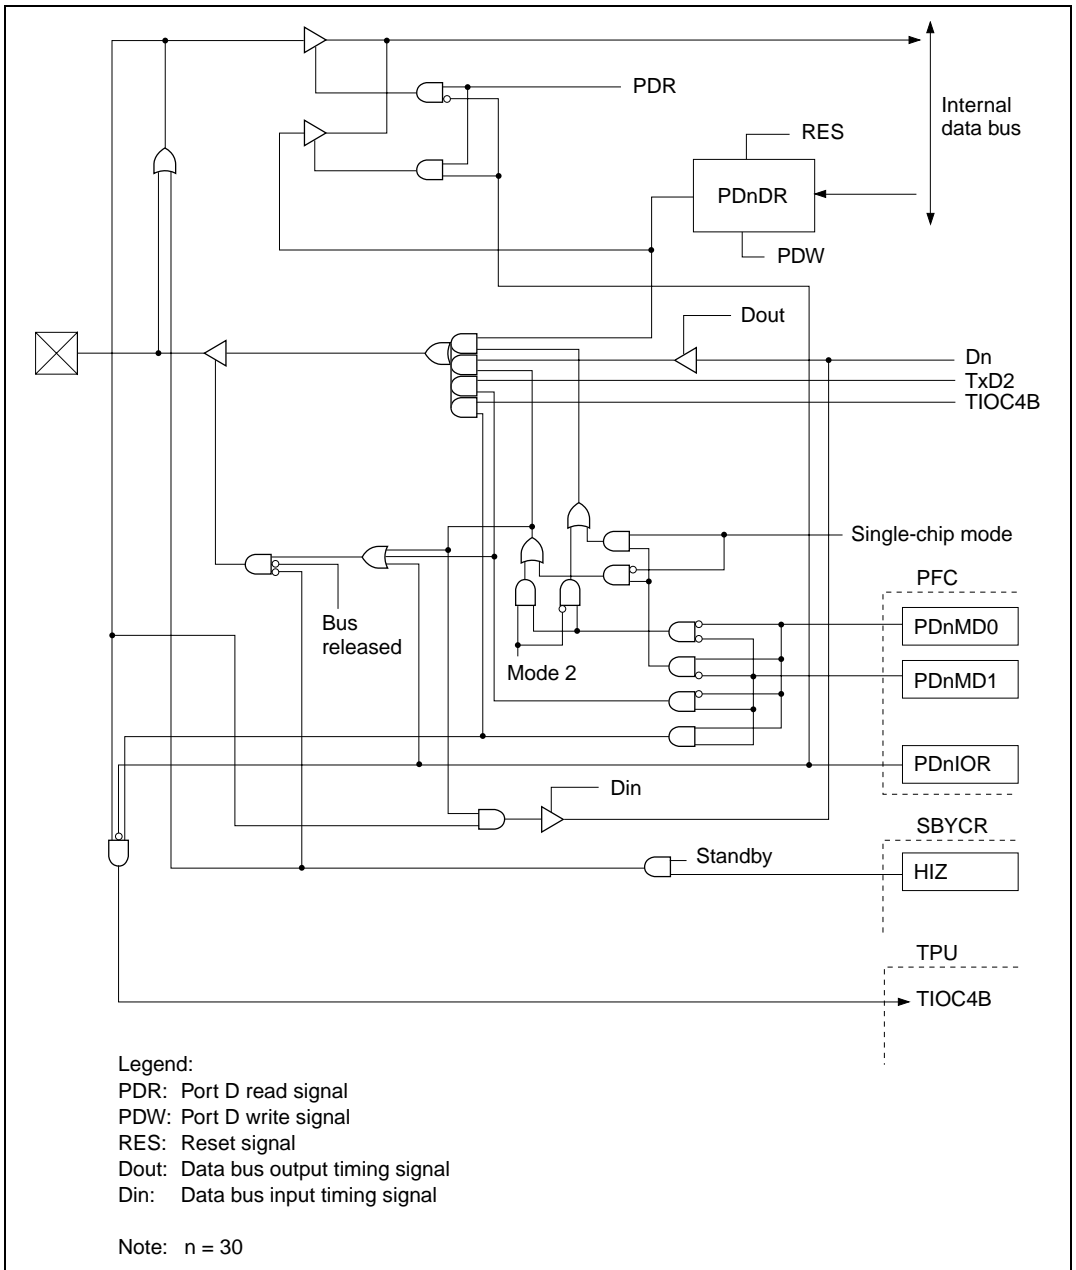 PDR
Internal
data bus
RES
PDnDR
PDW
Dout
Dn
TxD2
TIOC4B
Single-chip mode
PFC
Bus
released
PDnMD0
Mode 2
PDnMD1
PDnIOR
Din
SBYCR
Standby
HIZ
TPU
TIOC4B
Legend:
PDR: Port D read signal
PDW: Port D write signal
RES: Reset signal
Dout: Data bus output timing signal
Din: Data bus input timing signal
Note: n = 30